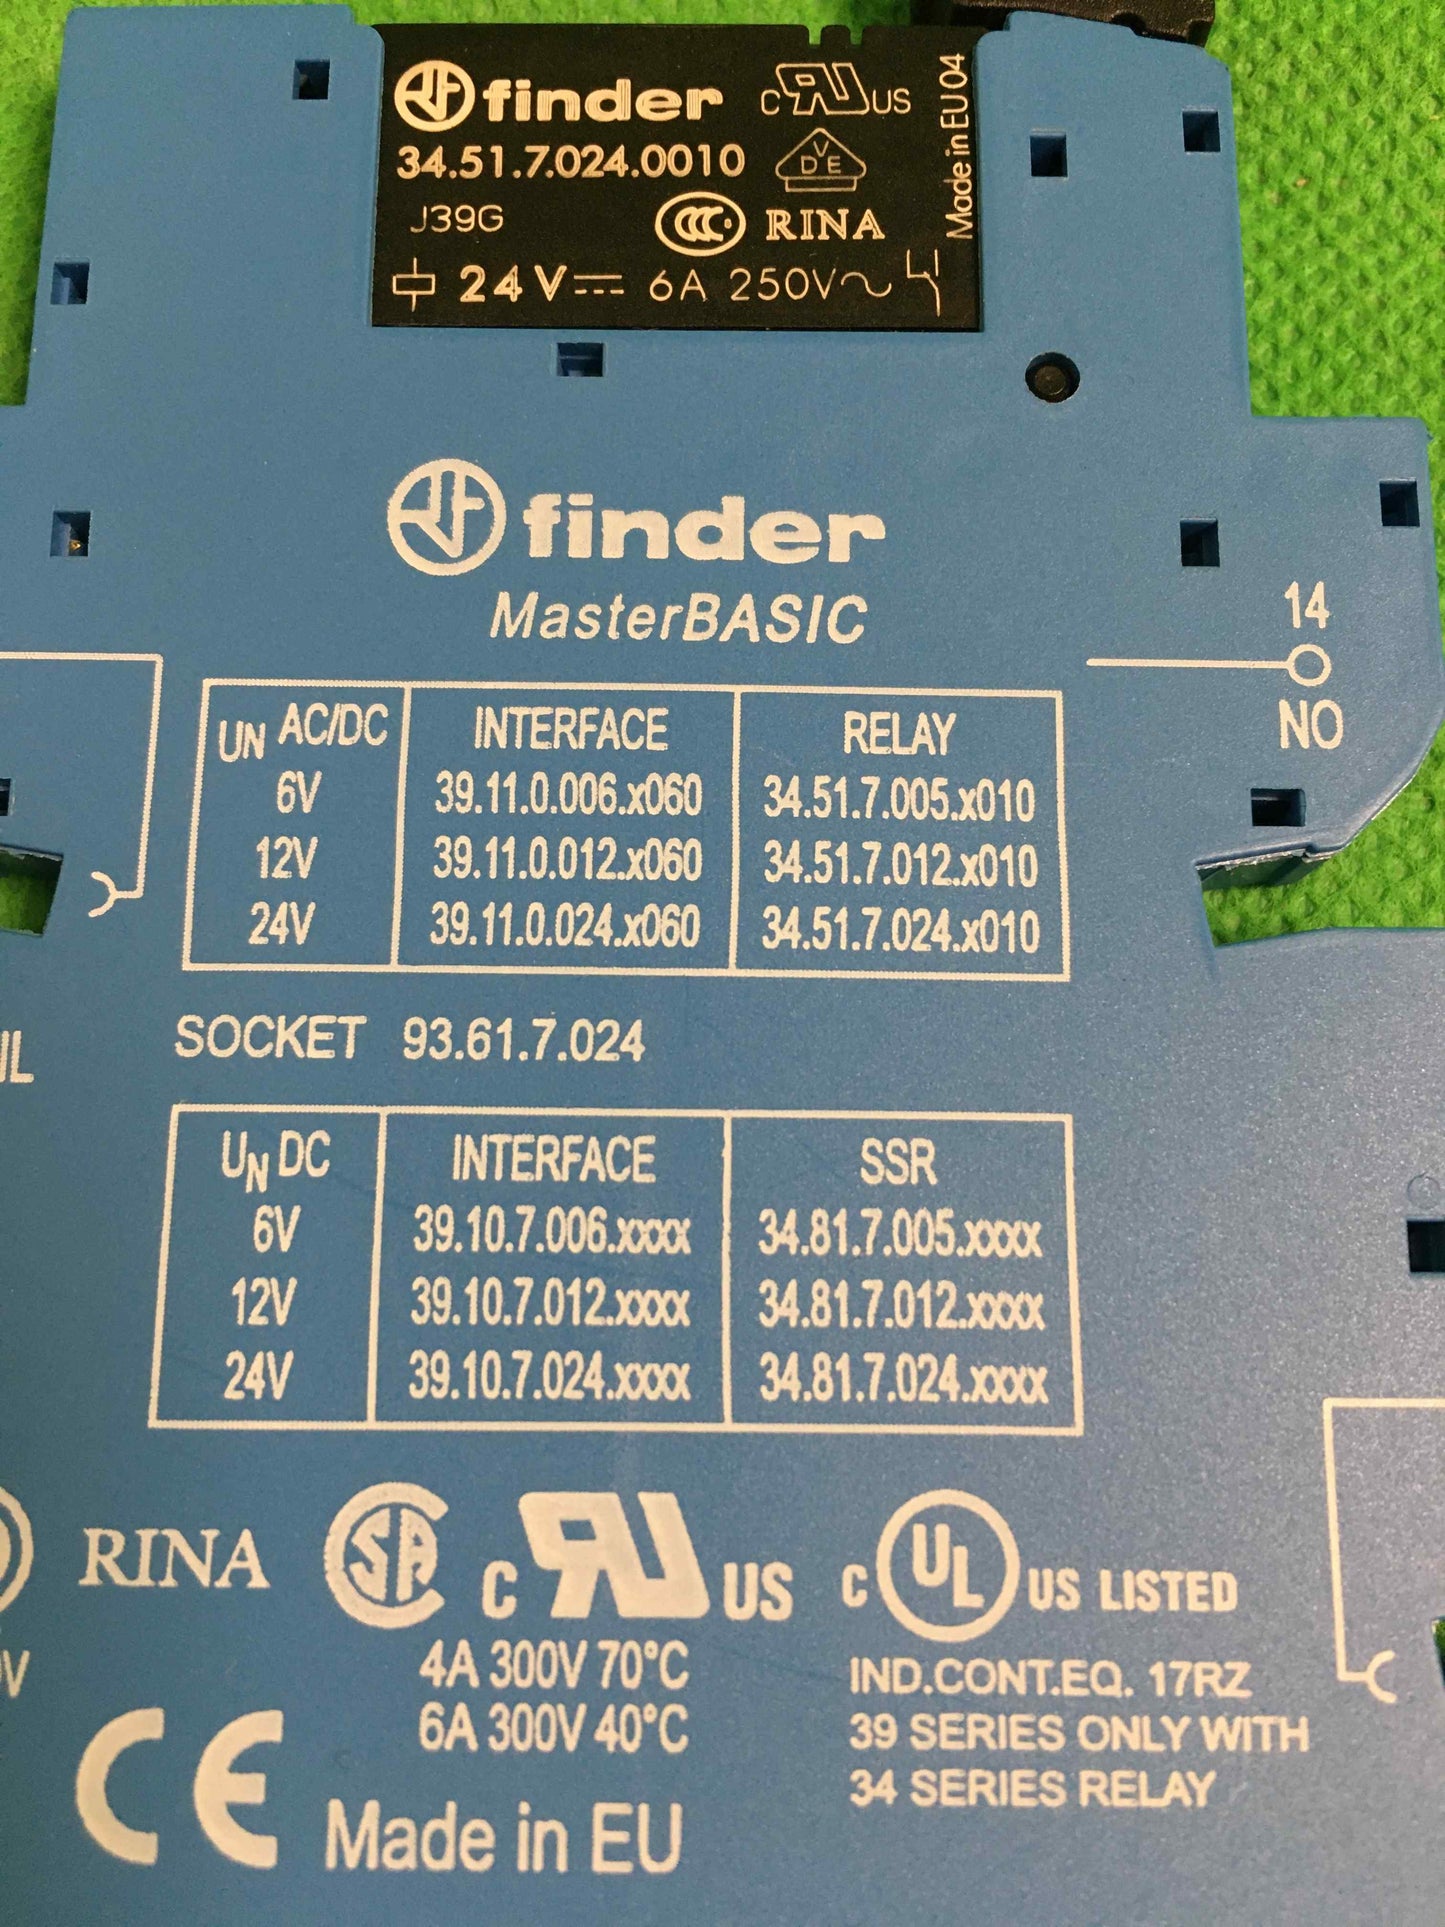 finder
c RU US
34.51.7.024.0010
VDE
Made in EU 04
J39G
CCC RINA
24V 6A 250V
finder
MasterBASIC
14
NO
UN AC/DC INTERFACE RELAY
6V 39.11.0.006.x060 34.51.7.005.x010
12V 39.11.0.012.x060 34.51.7.012.x010
24V 39.11.0.024.x060 34.51.7.024.x010
SOCKET 93.61.7.024
UN DC INTERFACE SSR
6V 39.10.7.006.xxxx 34.81.7.005.xxxx
12V 39.10.7.012.xxxx 34.81.7.012.xxxx
24V 39.10.7.024.xxxx 34.81.7.024.xxxx
RINA SA c RU US c UL US LISTED
4A 300V 70°C
6A 300V 40°C
IND.CONT.EQ. 17RZ
39 SERIES ONLY WITH
34 SERIES RELAY
CE Made in EU